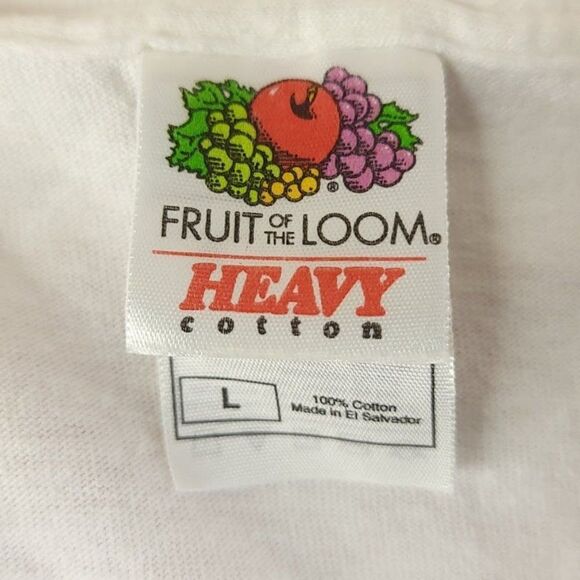 ®
FRUIT OF THE LOOM®
HEAVY
cotton
L
100% Cotton
Made in El Salvador